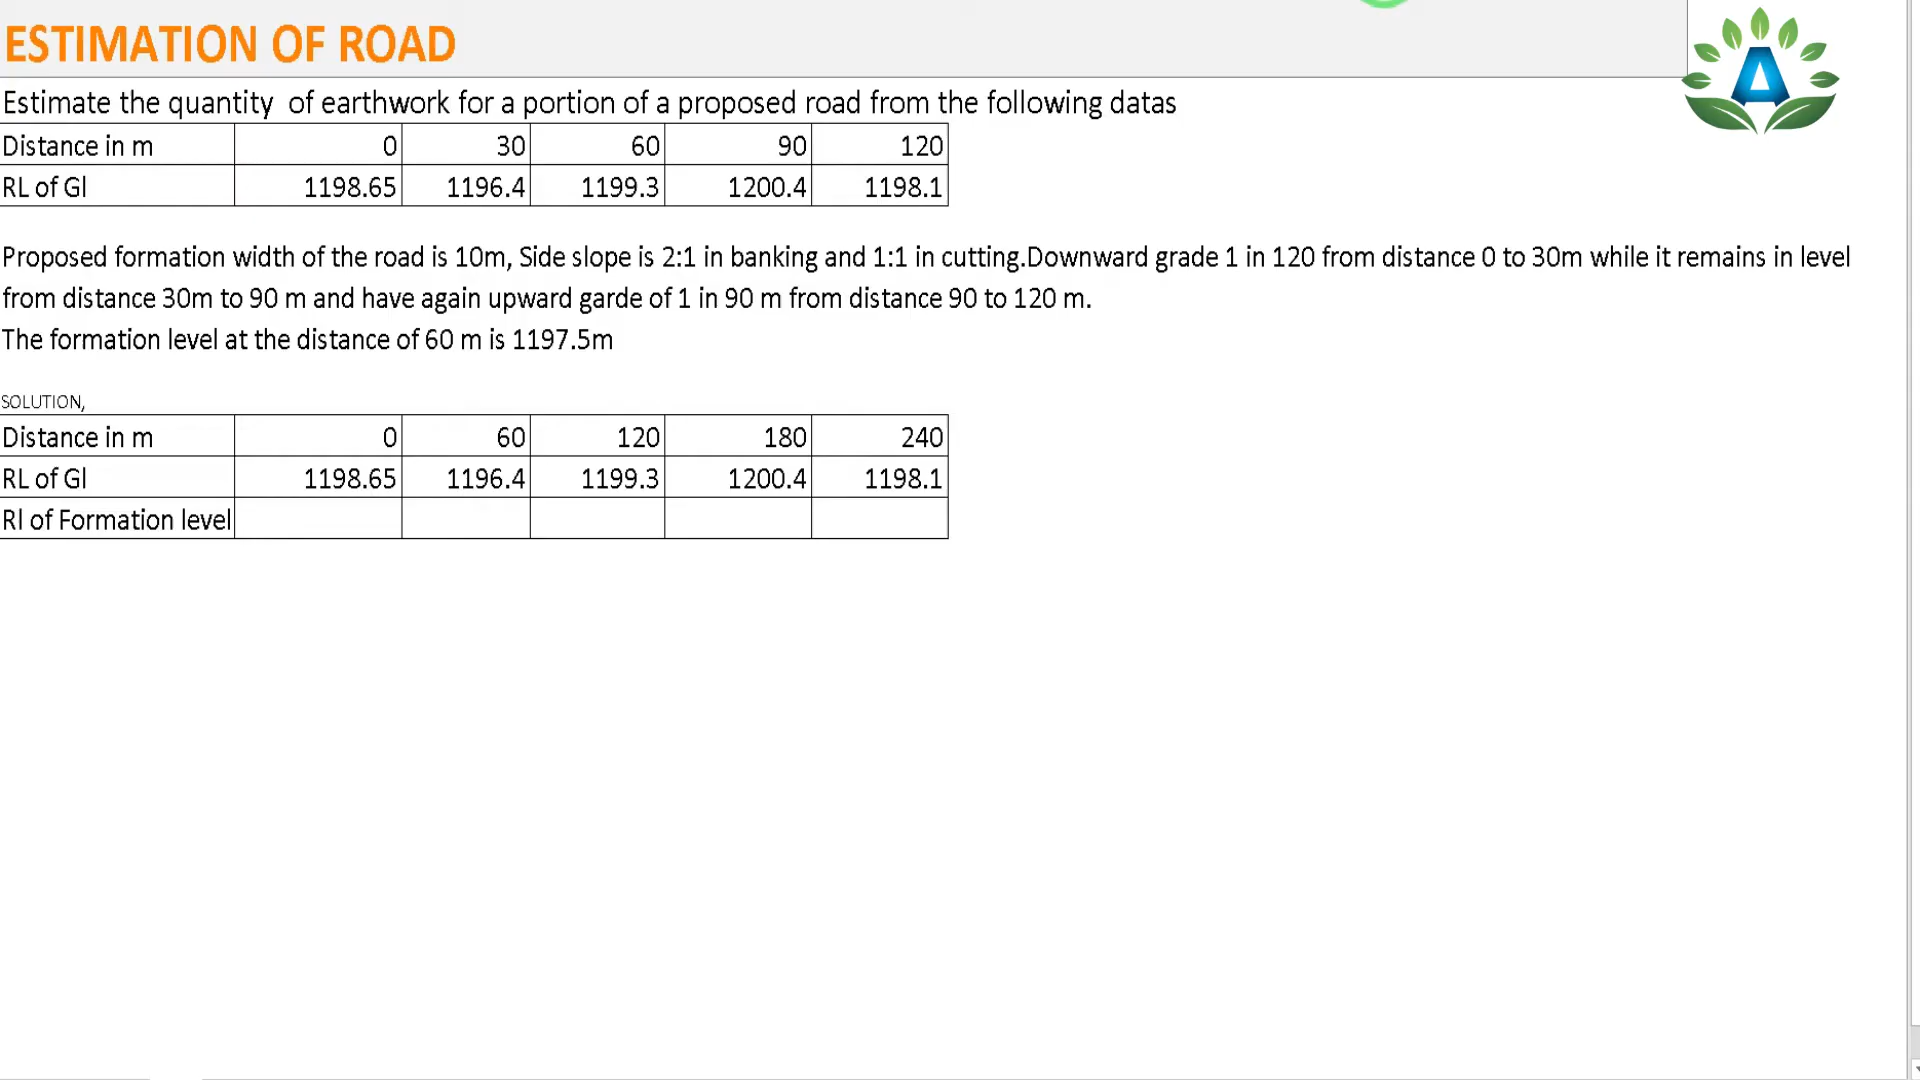 ESTIMATION OF ROAD
A
Estimate the quantity of earthwork for a portion of a proposed road from the following datas
Distance in m 0 30 60 90 120
RL of Gl 1198.65 1196.4 1199.3 1200.4 1198.1
Proposed formation width of the road is 10m, Side slope is 2:1 in banking and 1:1 in cutting.Downward grade 1 in 120 from distance 0 to 30m while it remains in level
from distance 30m to 90 m and have again upward garde of 1 in 90 m from distance 90 to 120 m.
The formation level at the distance of 60 m is 1197.5m
SOLUTION,
Distance in m 0 60 120 180 240
RL of Gl 1198.65 1196.4 1199.3 1200.4 1198.1
Rl of Formation level